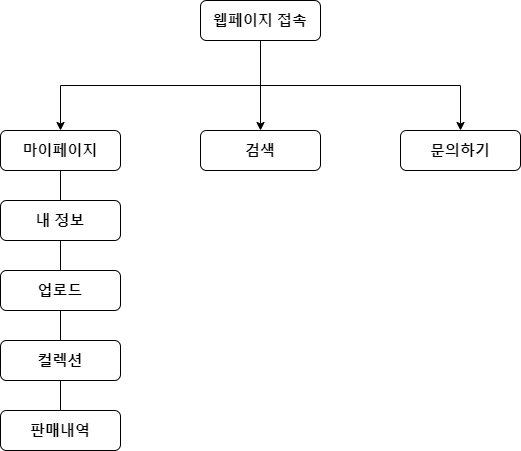 웹페이지 접속
마이페이지
검색
문의하기
내 정보
업로드
컬렉션
판매내역